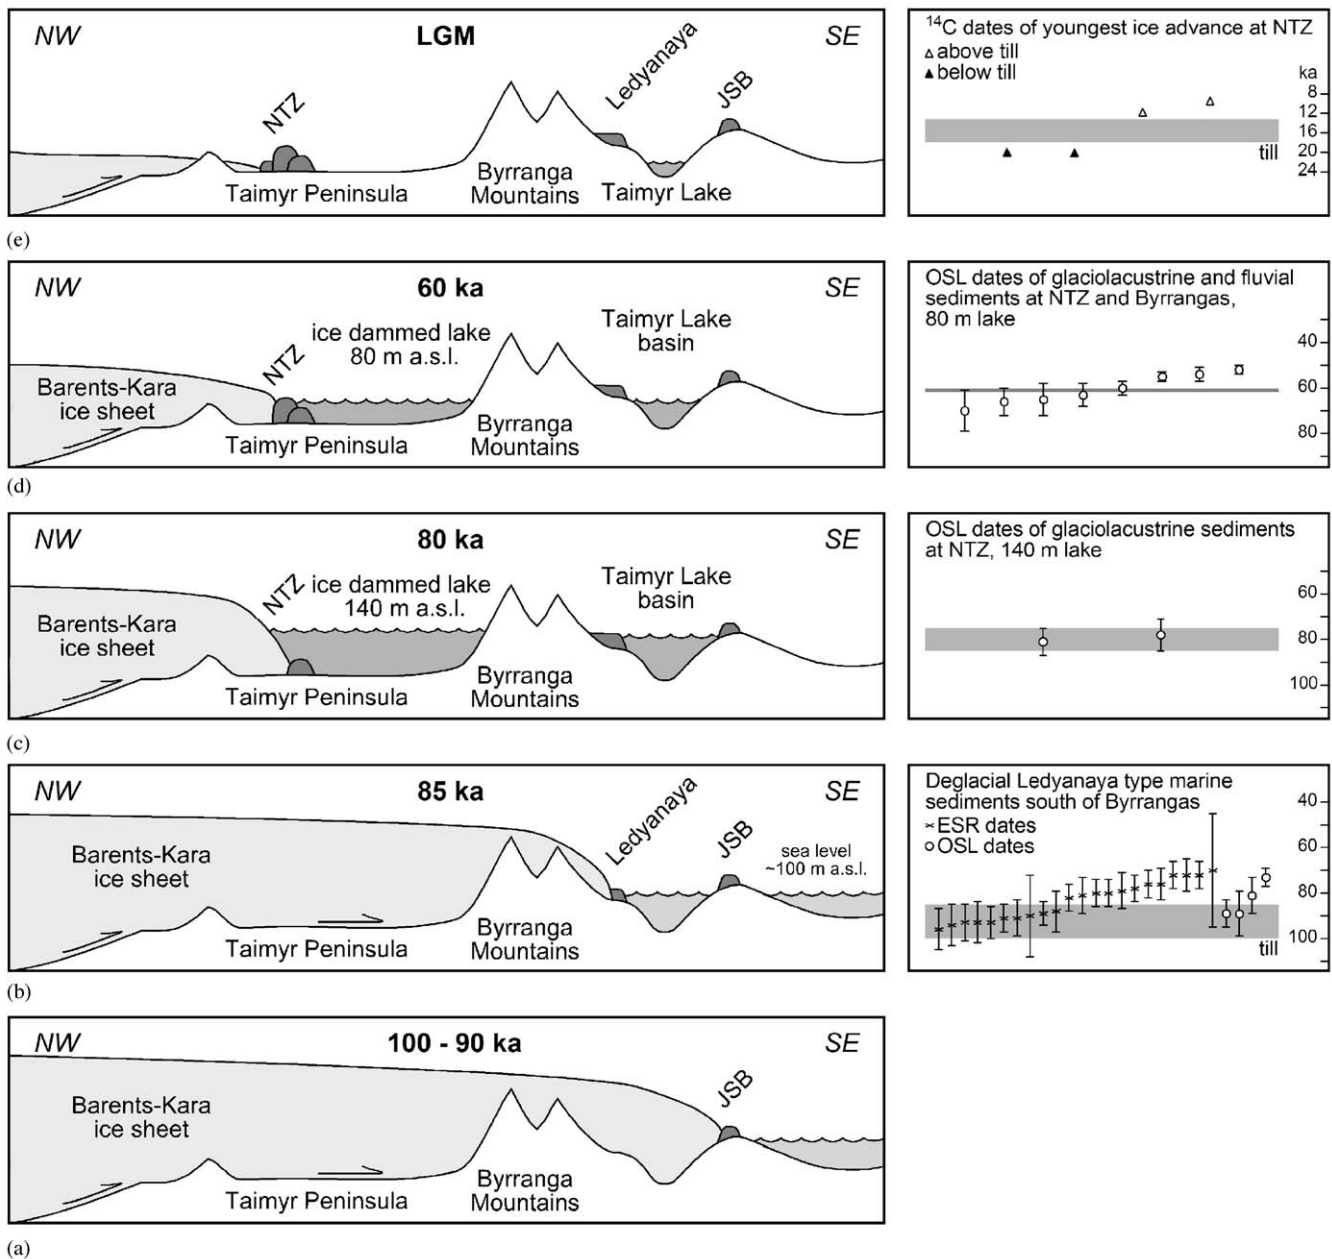 NW
LGM
SE
NTZ
Ledyanaya
JSB
Byrranga
Mountains
Taimyr Peninsula
Taimyr Lake
14C dates of youngest ice advance at NTZ
above till
below till
ka
8
12
16
20
24
till
(e)
NW
60 ka
SE
ice dammed lake
80 m a.s.l.
NTZ
Taimyr Lake
basin
Barents-Kara
ice sheet
Taimyr Peninsula
Byrranga
Mountains
OSL dates of glaciolacustrine and fluvial
sediments at NTZ and Byrrangas,
80 m lake
40
60
80
(d)
NW
80 ka
SE
NTZ
ice dammed lake
140 m a.s.l.
Taimyr Lake
basin
Barents-Kara
ice sheet
Taimyr Peninsula
Byrranga
Mountains
OSL dates of glaciolacustrine sediments
at NTZ, 140 m lake
60
80
100
(c)
NW
85 ka
SE
Ledyanaya
JSB
sea level
~100 m a.s.l.
Barents-Kara
ice sheet
Taimyr Peninsula
Byrranga
Mountains
Deglacial Ledyanaya type marine
sediments south of Byrrangas
ESR dates
OSL dates
40
60
80
100
till
(b)
NW
100 - 90 ka
SE
JSB
Barents-Kara
ice sheet
Taimyr Peninsula
Byrranga
Mountains
(a)